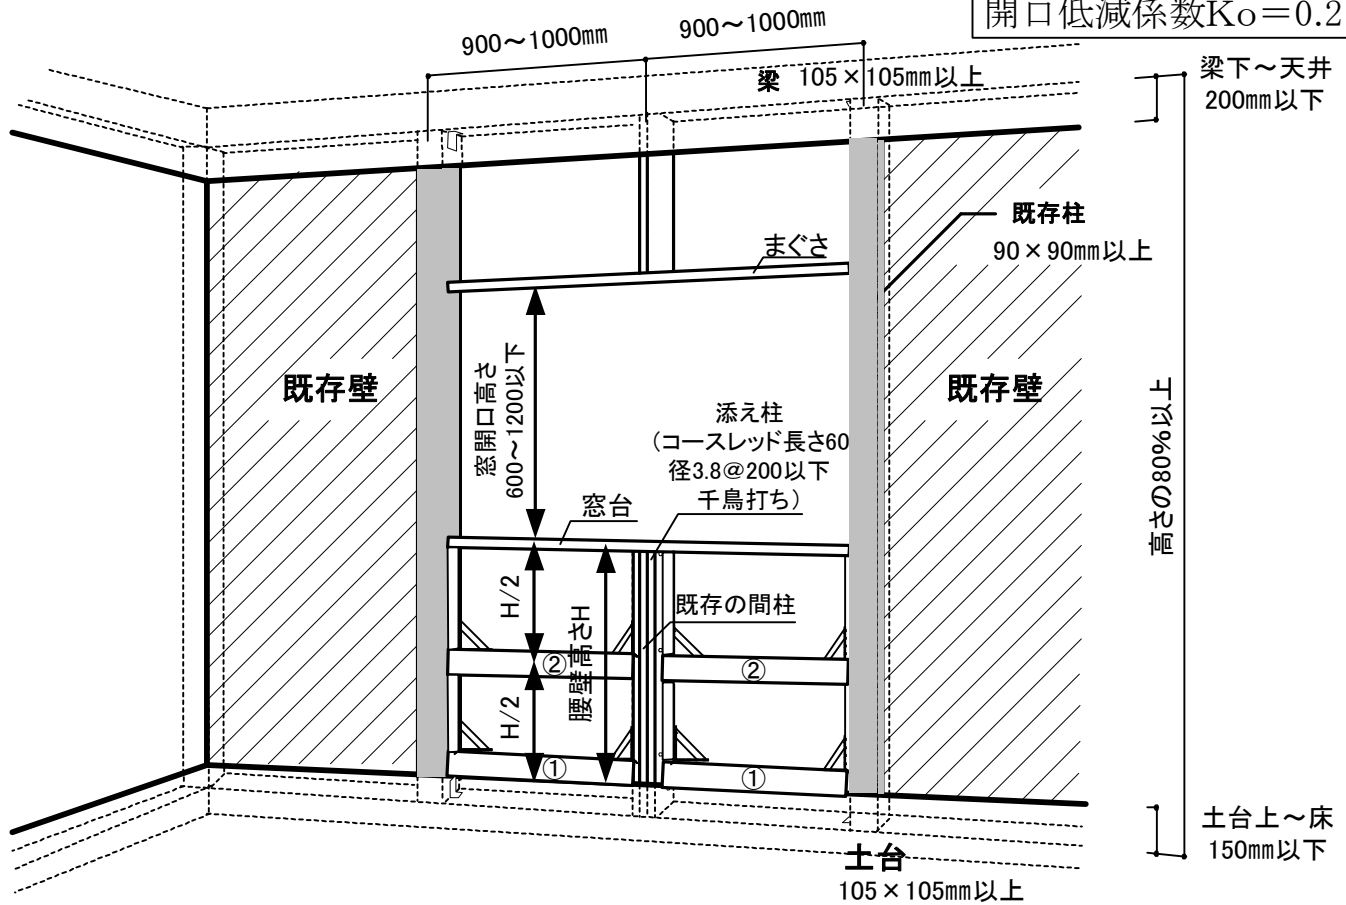 開口低減係数Ko＝0.2
900～1000mm
900～1000mm
梁 105×105mm以上
梁下～天井
200mm以下
既存柱
90×90mm以上
まぐさ
既存壁
既存壁
窓開口高さ
600～1200以下
添え柱
（コースレッド長さ60
径3.8@200以下
千鳥打ち）
高さの80%以上
窓台
H/2
腰壁高さH
既存の間柱
②
②
H/2
①
①
土台上～床
150mm以下
土台
105×105mm以上